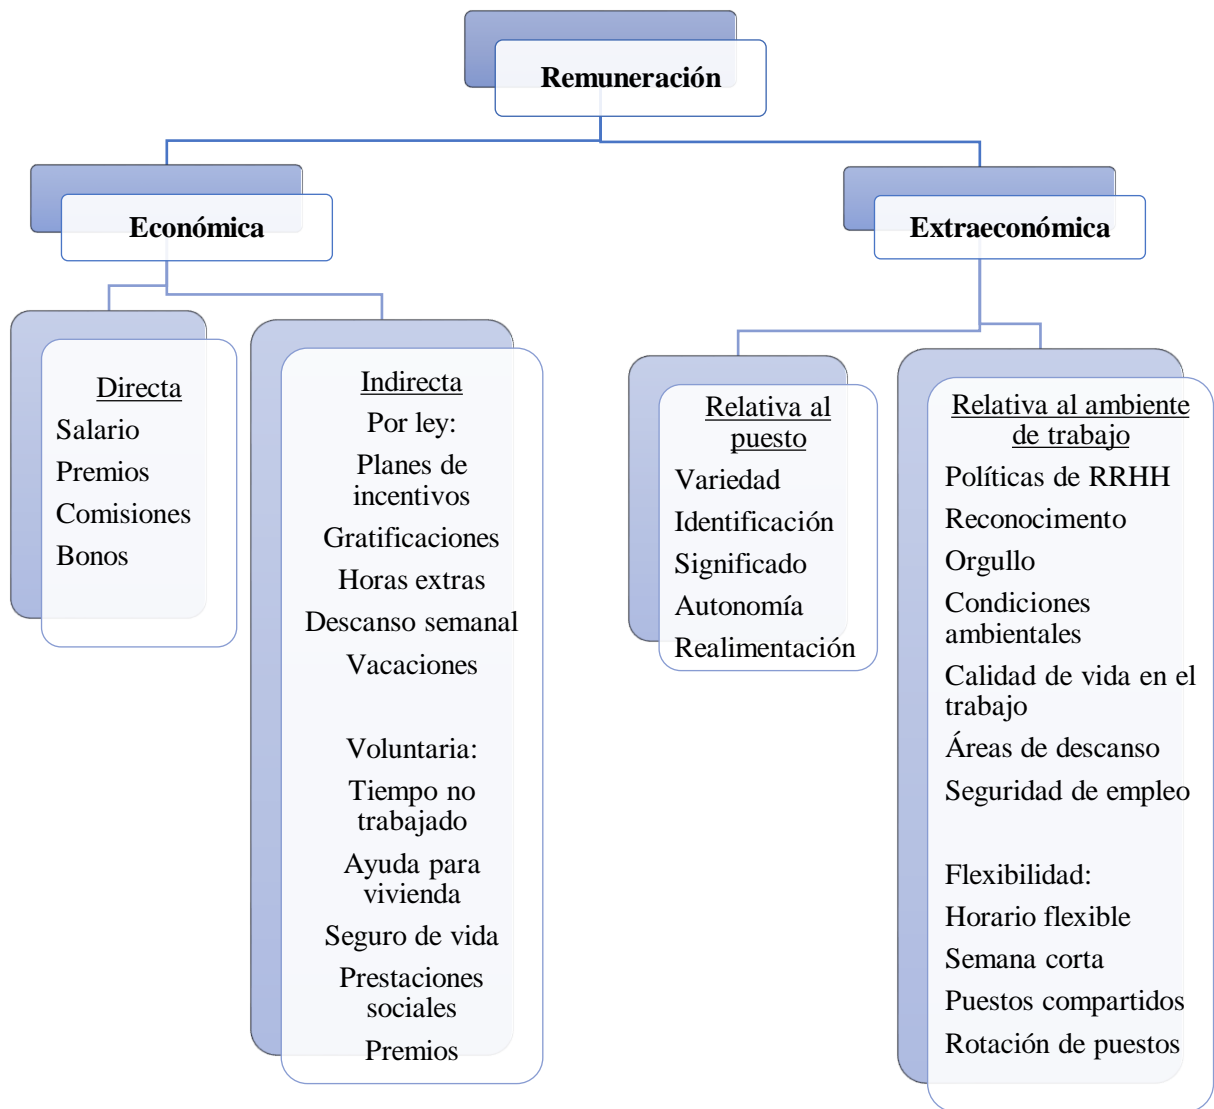 Remuneración
Económica
Extraeconómica
Directa
Salario
Premios
Comisiones
Bonos
Indirecta
Por ley:
Planes de
incentivos
Gratificaciones
Horas extras
Descanso semanal
Vacaciones
Voluntaria:
Tiempo no
trabajado
Ayuda para
vivienda
Seguro de vida
Prestaciones
sociales
Premios
Relativa al
puesto
Variedad
Identificación
Significado
Autonomía
Realimentación
Relativa al ambiente
de trabajo
Políticas de RRHH
Reconocimento
Orgullo
Condiciones
ambientales
Calidad de vida en el
trabajo
Áreas de descanso
Seguridad de empleo
Flexibilidad:
Horario flexible
Semana corta
Puestos compartidos
Rotación de puestos